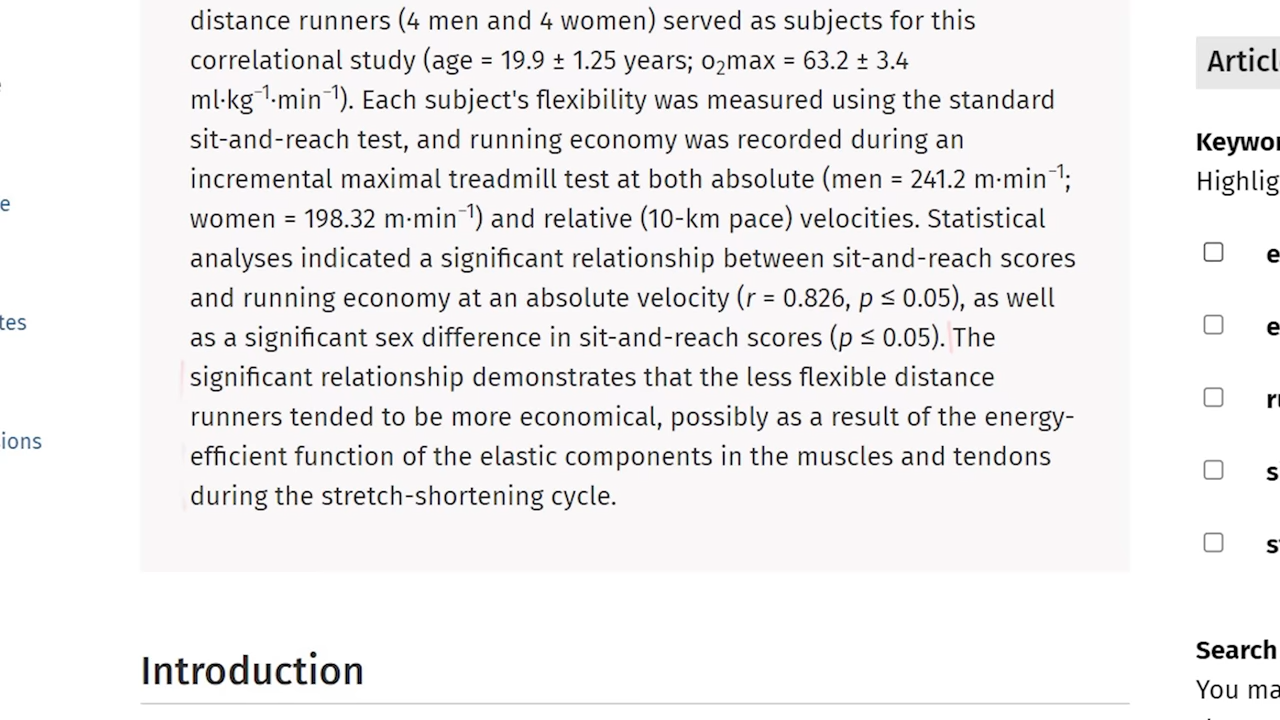 distance runners (4 men and 4 women) served as subjects for this
correlational study (age = 19.9 ± 1.25 years; o₂max = 63.2 ± 3.4
ml·kg⁻¹·min⁻¹). Each subject's flexibility was measured using the standard
sit-and-reach test, and running economy was recorded during an
incremental maximal treadmill test at both absolute (men = 241.2 m·min⁻¹;
women = 198.32 m·min⁻¹) and relative (10-km pace) velocities. Statistical
analyses indicated a significant relationship between sit-and-reach scores
and running economy at an absolute velocity (r = 0.826, p ≤ 0.05), as well
as a significant sex difference in sit-and-reach scores (p ≤ 0.05). The
significant relationship demonstrates that the less flexible distance
runners tended to be more economical, possibly as a result of the energy-
efficient function of the elastic components in the muscles and tendons
during the stretch-shortening cycle.
Introduction
e
tes
ions
Articl
Keywor
Highlig
e
e
ru
s
s
Search
You ma